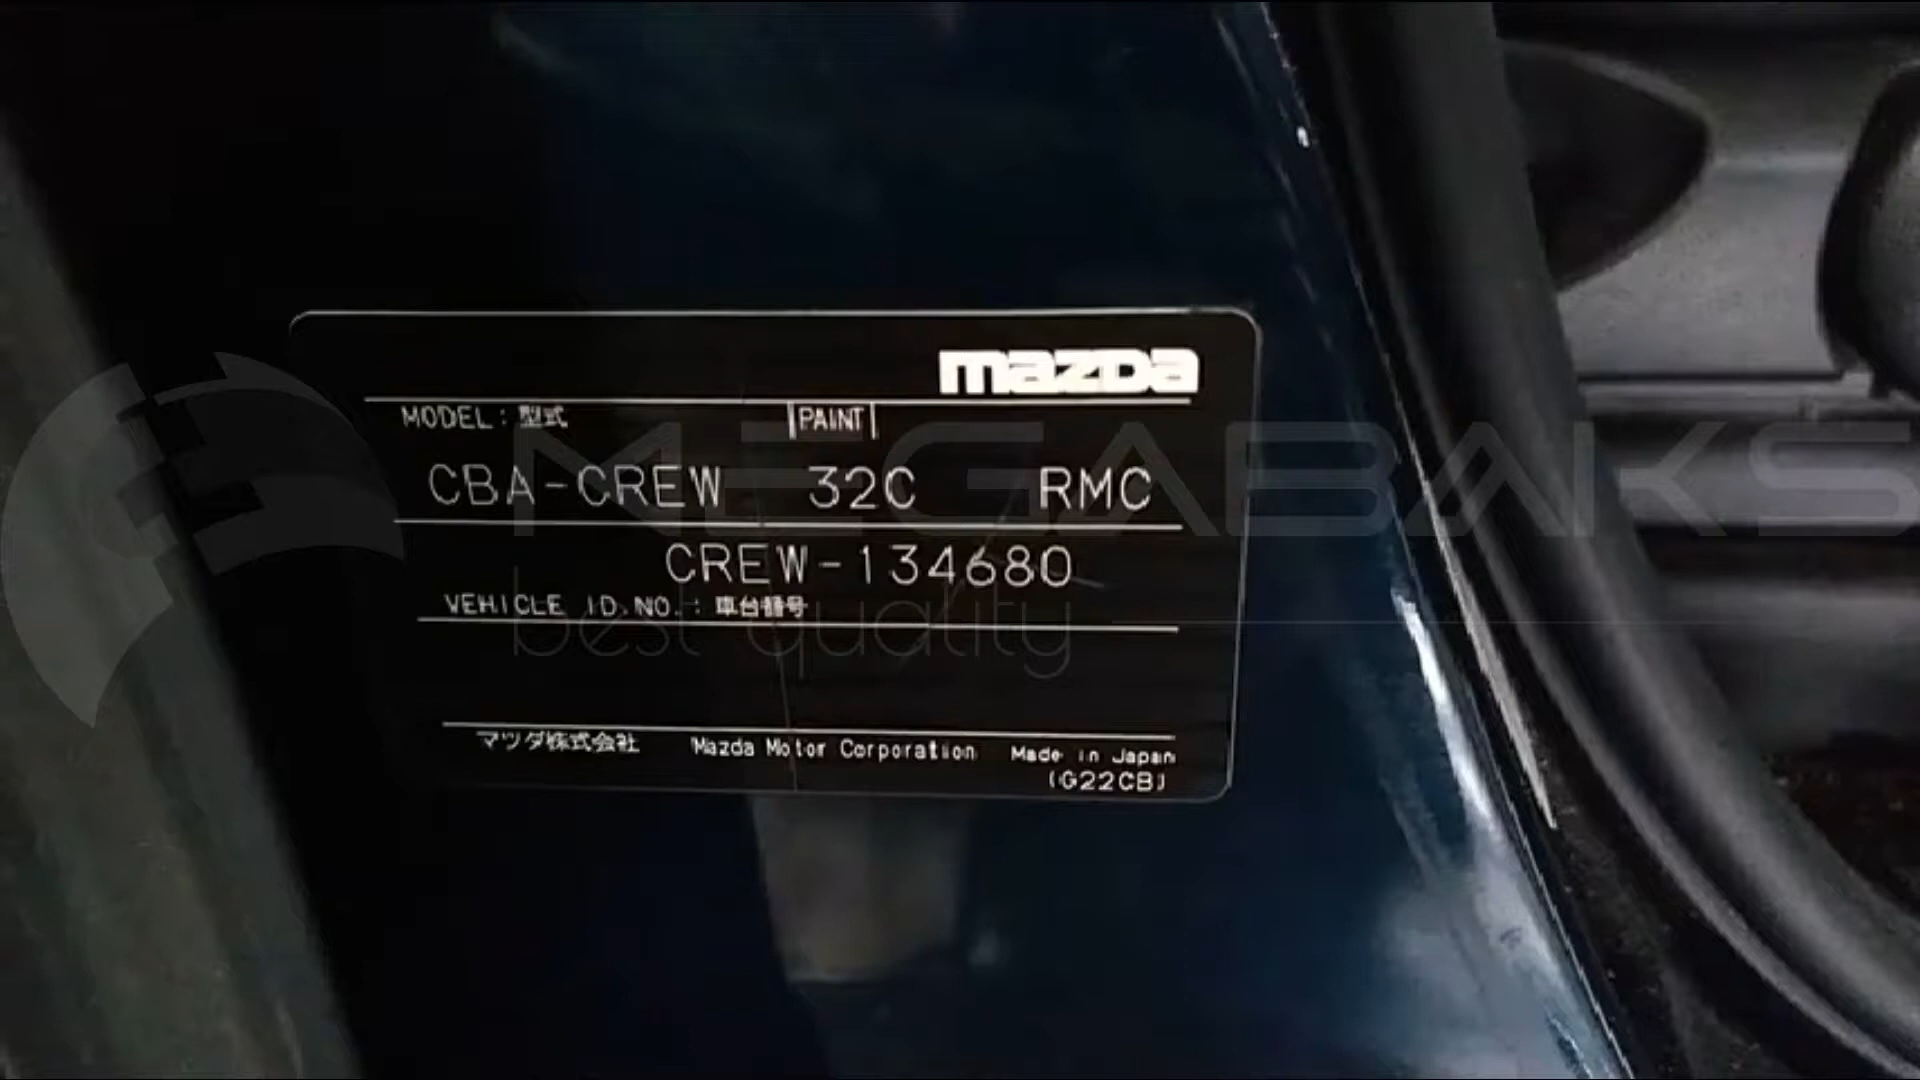 mazda
MODEL: 型式 PAINT
CBA-CREW 32C RMC
MEGABAKS
CREW-134680
VEHICLE I.D.NO.: 車台番号
best quality
マツダ株式会社 Mazda Motor Corporation Made in Japan
(G22CB)